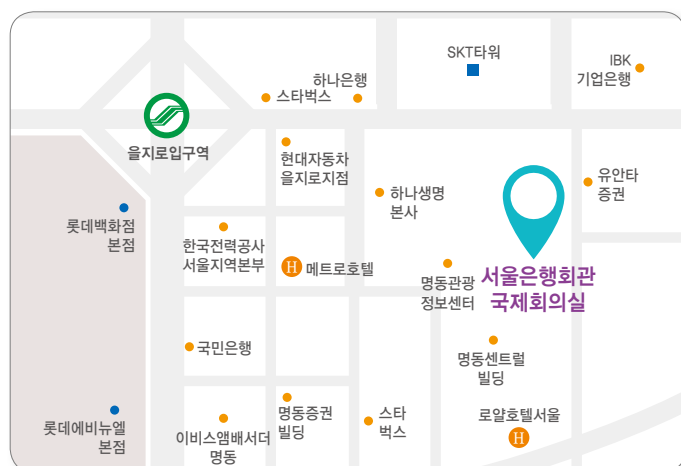 SKT타워
IBK
기업은행
하나은행
스타벅스
을지로입구역
현대자동차
을지로지점
하나생명
본사
유안타
증권
롯데백화점
본점
한국전력공사
서울지역본부
H 메트로호텔
명동관광
정보센터
서울은행회관
국제회의실
국민은행
명동센트럴
빌딩
롯데에비뉴엘
본점
이비스앰배서더
명동
명동증권
빌딩
스타
벅스
로얄호텔서울
H